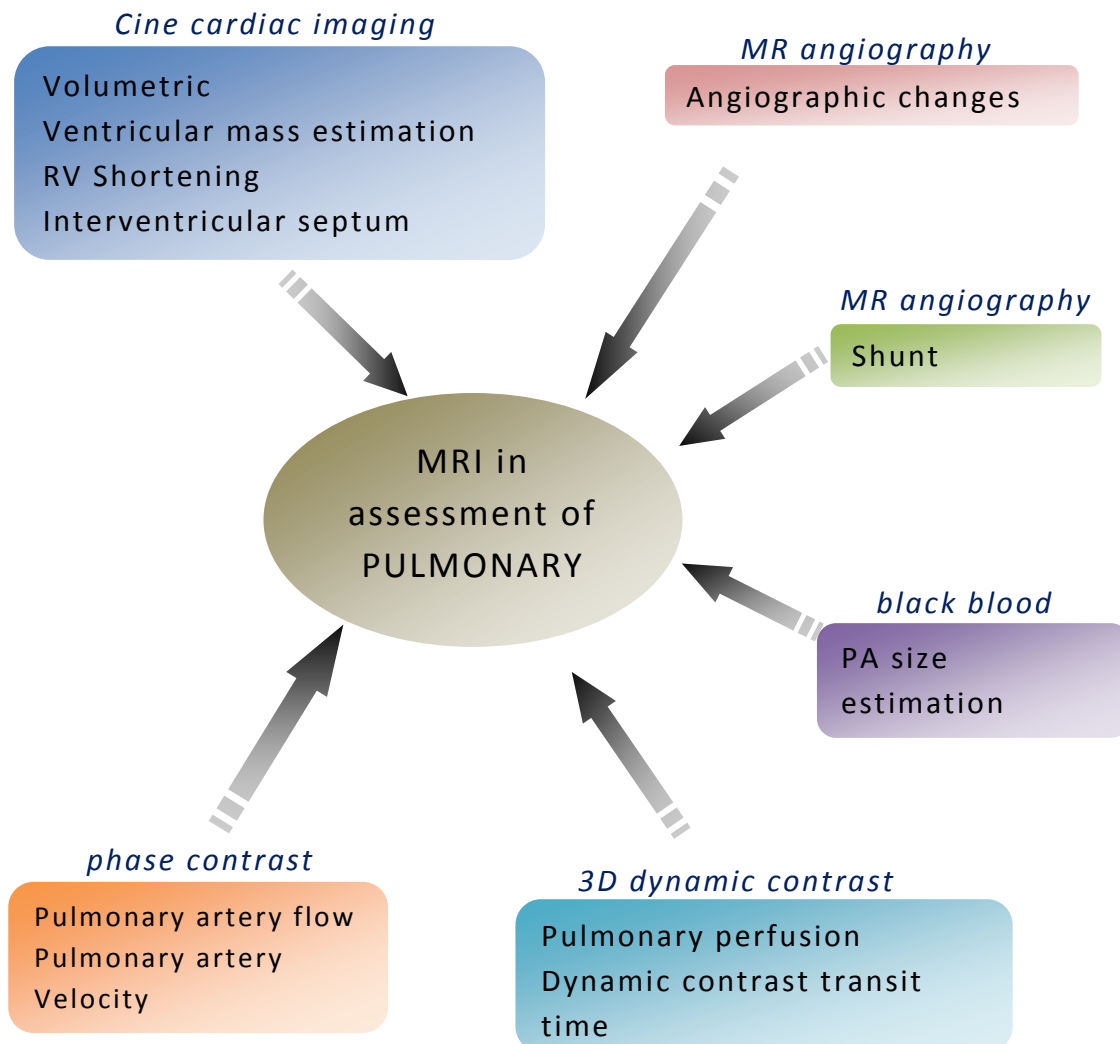 Cine cardiac imaging
Volumetric
Ventricular mass estimation
RV Shortening
Interventricular septum
MR angiography
Angiographic changes
MR angiography
Shunt
MRI in
assessment of
PULMONARY
black blood
PA size
estimation
phase contrast
Pulmonary artery flow
Pulmonary artery
Velocity
3D dynamic contrast
Pulmonary perfusion
Dynamic contrast transit
time